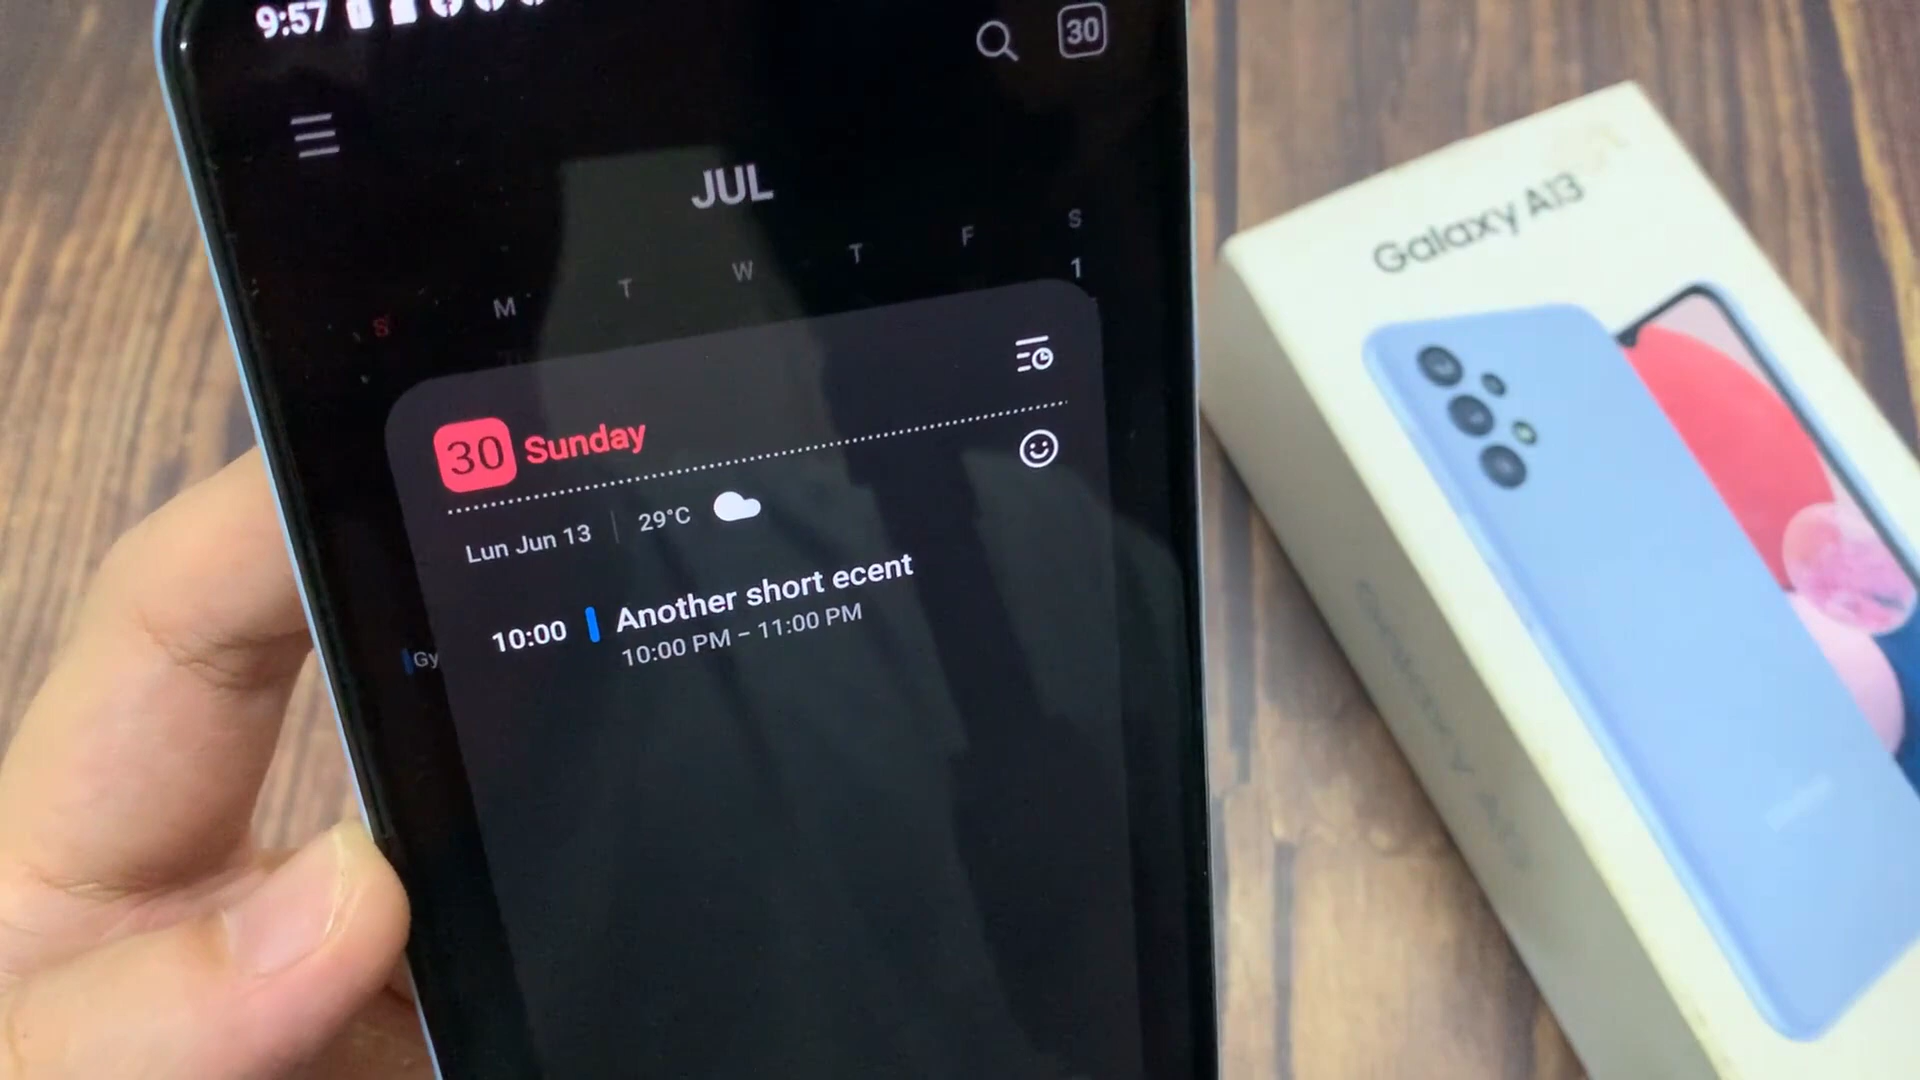 9:57
30
JUL
S M T W T F S
1
30 Sunday
Lun Jun 13 29°C
10:00 Another short ecent
10:00 PM – 11:00 PM
Gy
Galaxy A13